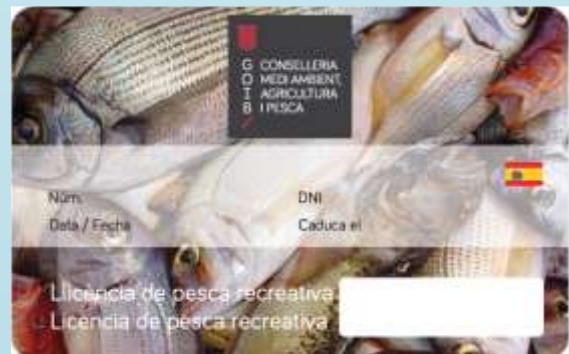 G CONSELLERIA
O MEDI AMBIENT,
I AGRICULTURA
B I PESCA
/
Núm. DNI
Data / Fecha Caduca el
Llicència de pesca recreativa
Licencia de pesca recreativa